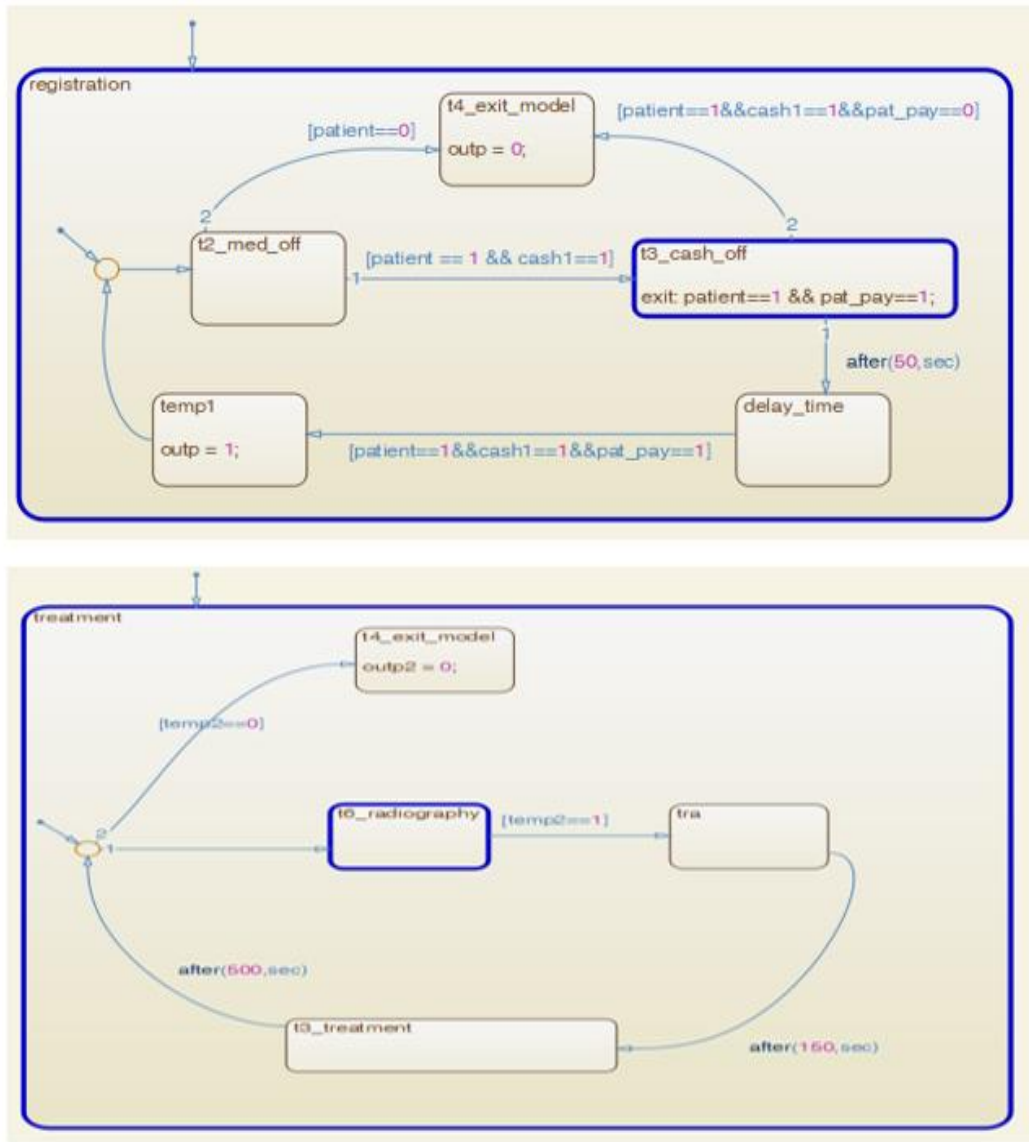 registration
t4_exit_model
outp = 0;
[patient==0]
[patient==1&&cash1==1&&pat_pay==0]
2
2
t2_med_off
[patient == 1 && cash1==1]
1
t3_cash_off
exit: patient==1 && pat_pay==1;
1
after(50,sec)
temp1
outp = 1;
delay_time
[patient==1&&cash1==1&&pat_pay==1]
treatment
t4_exit_model
outp2 = 0;
[temp2==0]
t6_radiography
[temp2==1]
tra
2
1
after(500,sec)
t3_treatment
after(150,sec)